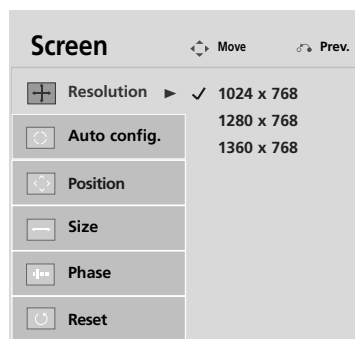 Screen Move Prev.
Resolution ► ✓ 1024 x 768
1280 x 768
Auto config.
1360 x 768
Position
Size
Phase
Reset